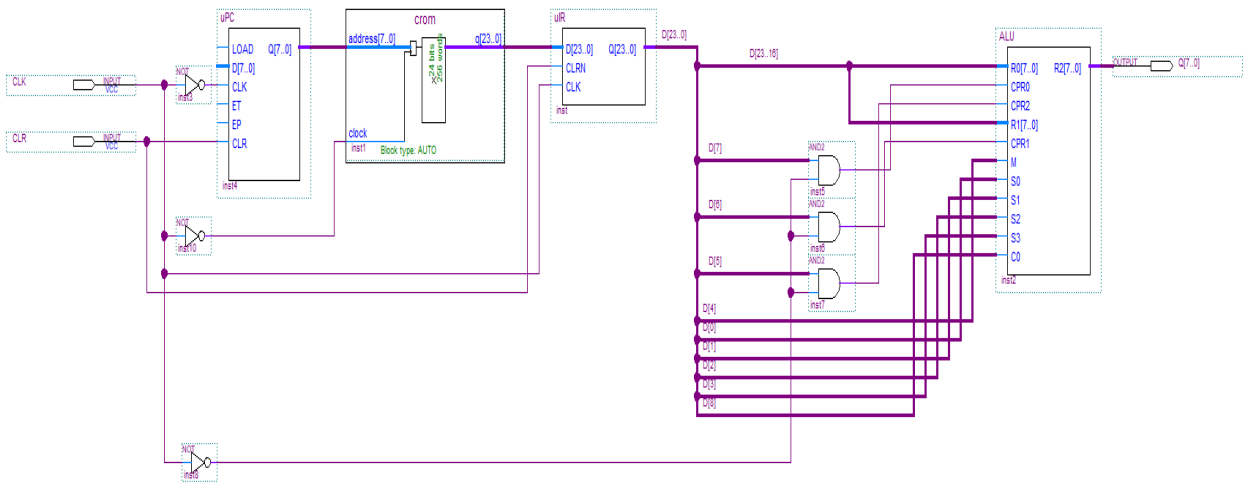 uPC
LOAD
Q[7..0]
D[7..0]
CLK
ET
EP
CLR
inst4
crom
address[7..0]
q[23..0]
24 bits
X
256 words
clock
inst1
Block type: AUTO
uIR
D[23..0]
Q[23..0]
CLRN
CLK
inst
D[23..0]
D[23..16]
ALU
R0[7..0]
R2[7..0]
CPR0
CPR2
R1[7..0]
CPR1
M
S0
S1
S2
S3
C0
inst2
OUTPUT
Q[7..0]
CLK
INPUT
VCC
NOT
inst3
CLR
INPUT
VCC
NOT
inst10
D[7]
AND2
inst5
D[6]
AND2
inst6
D[5]
AND2
inst7
D[4]
D[0]
D[1]
D[2]
D[3]
D[8]
NOT